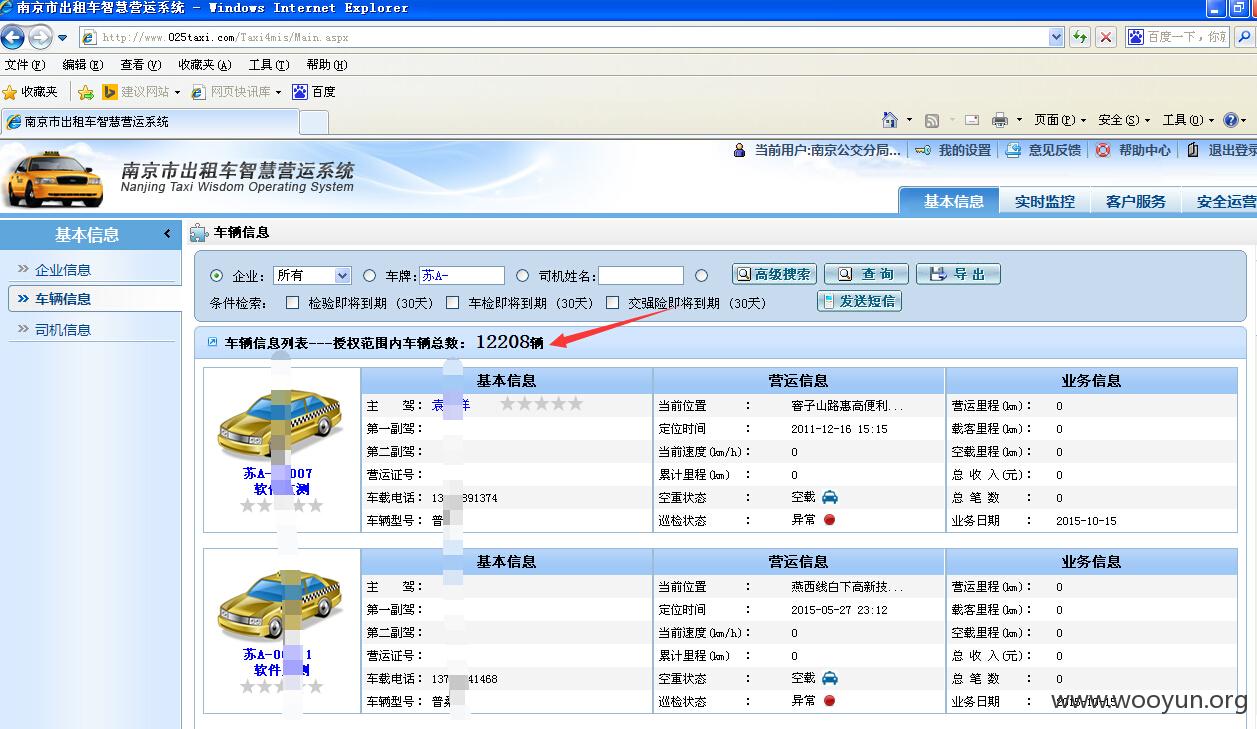 南京市出租车智慧营运系统 - Windows Internet Explorer
http://www.025taxi.com/Taxi4mis/Main.aspx 百度一下，你就
文件(F) 编辑(E) 查看(V) 收藏夹(A) 工具(T) 帮助(H)
收藏夹 建议网站 网页快讯库 百度
南京市出租车智慧营运系统 页面(P) 安全(S) 工具(O)
当前用户:南京公交分局... 我的设置 意见反馈 帮助中心 退出登录
南京市出租车智慧营运系统
Nanjing Taxi Wisdom Operating System
基本信息 实时监控 客户服务 安全运营
基本信息
企业信息
车辆信息
司机信息
车辆信息
企业: 所有 车牌: 苏A- 司机姓名: 高级搜索 查 询 导 出
条件检索: 检验即将到期 (30天) 车检即将到期 (30天) 交强险即将到期 (30天) 发送短信
车辆信息列表---授权范围内车辆总数: 12208辆
基本信息 营运信息 业务信息
主 驾: 袁 洋 当前位置 : 窨子山路惠高便利... 营运里程(km): 0
第一副驾: 定位时间 : 2011-12-16 15:15 载客里程(km): 0
第二副驾: 当前速度(km/h): 0 空载里程(km): 0
苏A- 007 营运证号: 累计里程(km) : 0 总 收 入(元): 0
软件 测 车载电话: 13 891374 空重状态 : 空载 总 笔 数 : 0
车辆型号: 普 巡检状态 : 异常 业务日期 : 2015-10-15
基本信息 营运信息 业务信息
主 驾: 当前位置 : 燕西线白下高新技... 营运里程(km): 0
第一副驾: 定位时间 : 2015-05-27 23:12 载客里程(km): 0
第二副驾: 当前速度(km/h): 0 空载里程(km): 0
苏A-0 1 营运证号: 累计里程(km) : 0 总 收 入(元): 0
软件 测 车载电话: 137 41468 空重状态 : 空载 总 笔 数 : 0
车辆型号: 普桑 巡检状态 : 异常 业务日期 : 2015-10-15
www.wooyun.org